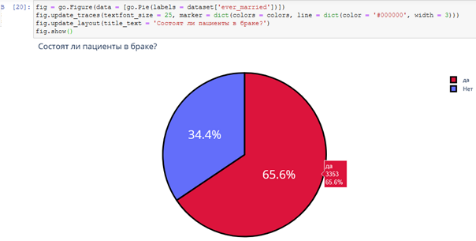 5 [20]: fig = go.Figure(data = [go.Pie(labels = dataset['ever_married'])])
fig.update_traces(textfont_size = 25, marker = dict(colors = colors, line = dict(color = '#000000', width = 3)))
fig.update_layout(title_text = 'Состоят ли пациенты в браке?')
fig.show()
Состоят ли пациенты в браке?
да
Нет
34.4%
65.6%
да
3353
65.6%